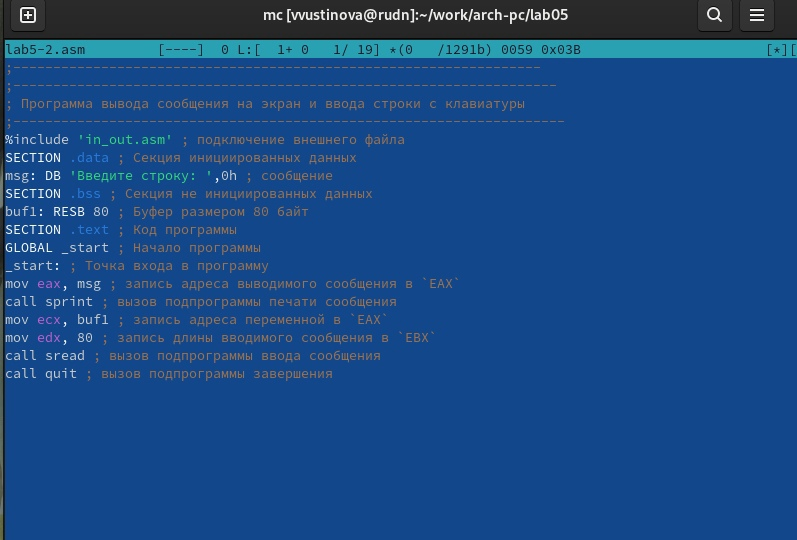 mc [vvustinova@rudn]:~/work/arch-pc/lab05
lab5-2.asm [----] 0 L:[ 1+ 0 1/ 19] *(0 /1291b) 0059 0x03B [*][
;------------------------------------------------------------------
;--------------------------------------------------------------------
; Программа вывода сообщения на экран и ввода строки с клавиатуры
;---------------------------------------------------------------------
%include 'in_out.asm' ; подключение внешнего файла
SECTION .data ; Секция инициированных данных
msg: DB 'Введите строку: ',0h ; сообщение
SECTION .bss ; Секция не инициированных данных
buf1: RESB 80 ; Буфер размером 80 байт
SECTION .text ; Код программы
GLOBAL _start ; Начало программы
_start: ; Точка входа в программу
mov eax, msg ; запись адреса выводимого сообщения в `EAX`
call sprint ; вызов подпрограммы печати сообщения
mov ecx, buf1 ; запись адреса переменной в `EAX`
mov edx, 80 ; запись длины вводимого сообщения в `EBX`
call sread ; вызов подпрограммы ввода сообщения
call quit ; вызов подпрограммы завершения